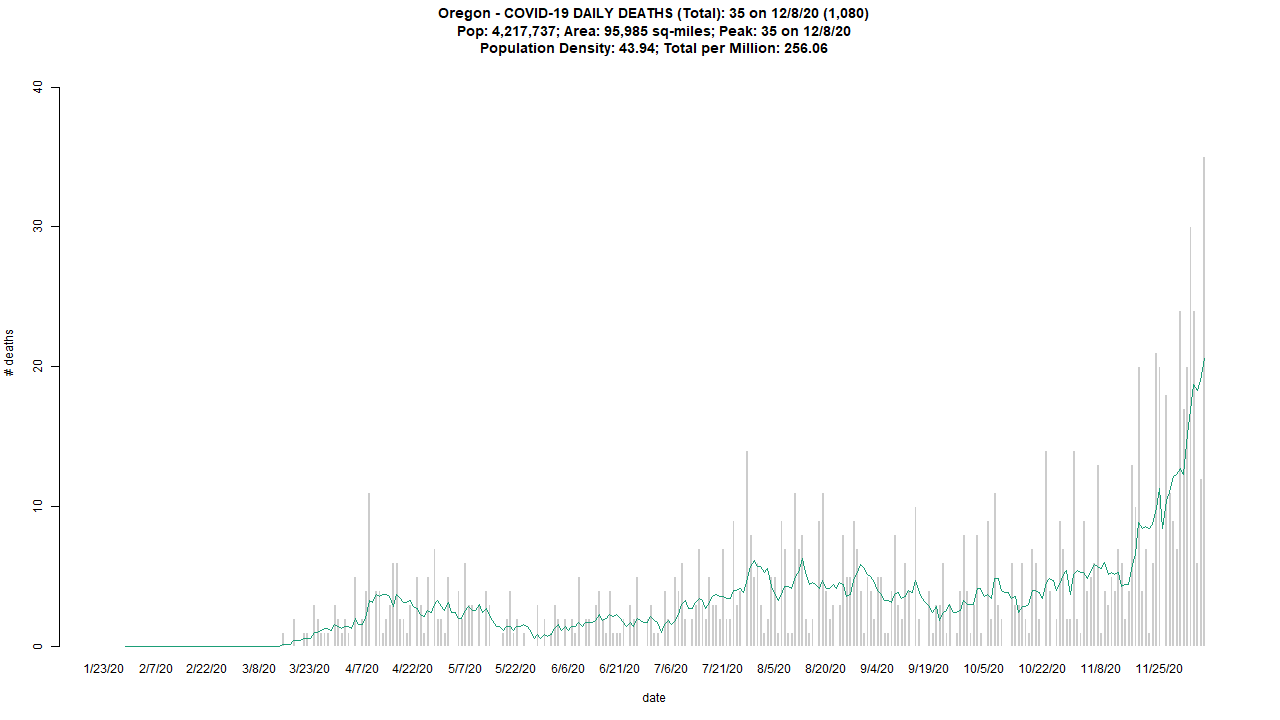 Oregon - COVID-19 DAILY DEATHS (Total): 35 on 12/8/20 (1,080)
Pop: 4,217,737; Area: 95,985 sq-miles; Peak: 35 on 12/8/20
Population Density: 43.94; Total per Million: 256.06
40
30
20
10
0
# deaths
1/23/20 2/7/20 2/22/20 3/8/20 3/23/20 4/7/20 4/22/20 5/7/20 5/22/20 6/6/20 6/21/20 7/6/20 7/21/20 8/5/20 8/20/20 9/4/20 9/19/20 10/5/20 10/22/20 11/8/20 11/25/20
date